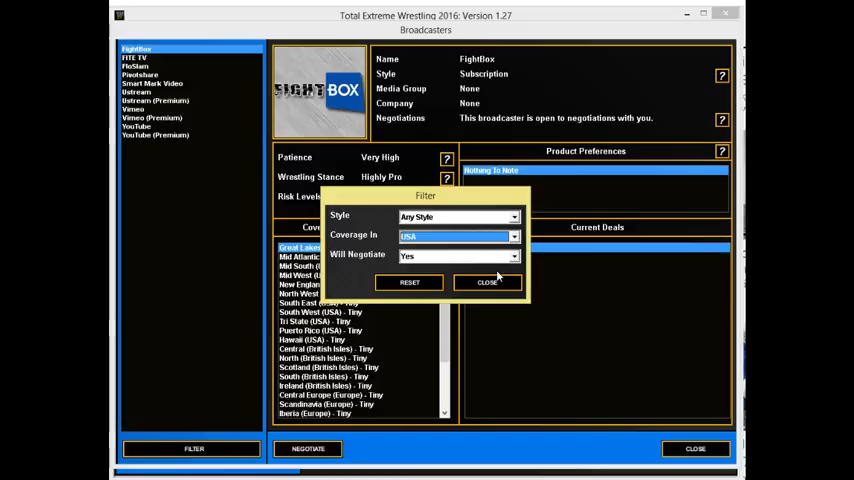 Total Extreme Wrestling 2016: Version 1.27
Broadcasters
FightBox
FITE TV
FloSlam
Pivotshare
Smart Mark Video
Ustream
Ustream (Premium)
Vimeo
Vimeo (Premium)
YouTube
YouTube (Premium)
FIGHT BOX
Name FightBox
Style Subscription
Media Group None
Company None
Negotiations This broadcaster is open to negotiations with you.
?
?
Patience Very High ?
Wrestling Stance Highly Pro ?
Risk Levels
Product Preferences ?
Nothing To Note
Filter
Style Any Style
Coverage In USA
Will Negotiate Yes
RESET CLOSE
Cove
Great Lakes
Mid Atlantic
Mid South (
Mid West (
New England
North West
South East (
South West (USA) - Tiny
Tri State (USA) - Tiny
Puerto Rico (USA) - Tiny
Hawaii (USA) - Tiny
Central (British Isles) - Tiny
North (British Isles) - Tiny
Scotland (British Isles) - Tiny
South (British Isles) - Tiny
Ireland (British Isles) - Tiny
Central Europe (Europe) - Tiny
Scandinavia (Europe) - Tiny
Iberia (Europe) - Tiny
Current Deals
FILTER NEGOTIATE CLOSE